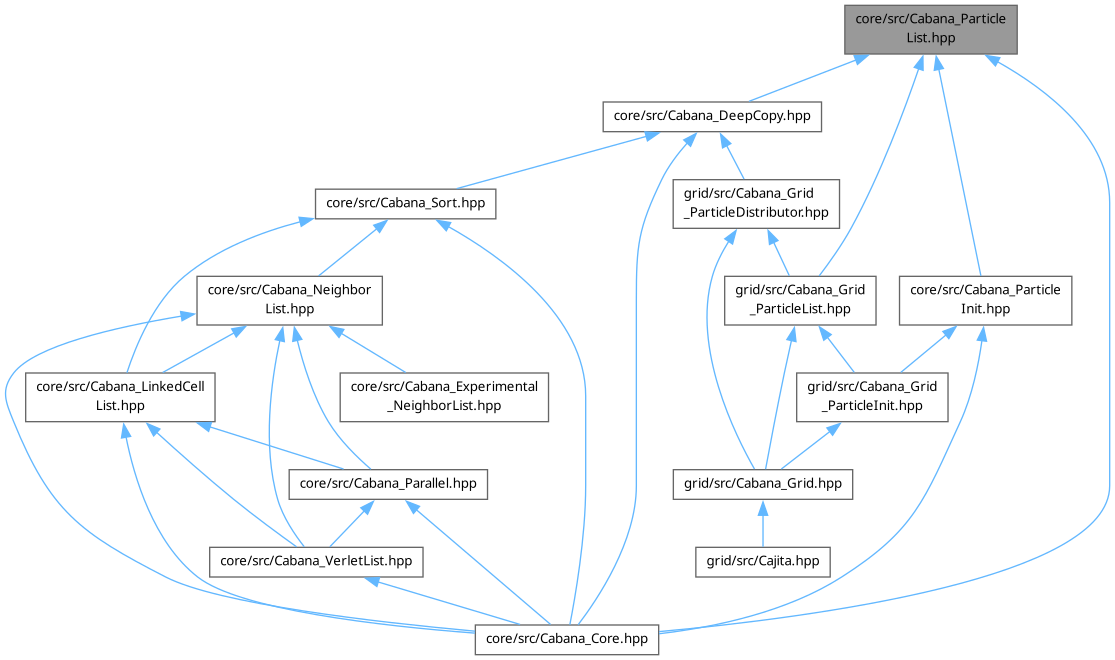 core/src/Cabana_Particle
List.hpp
core/src/Cabana_DeepCopy.hpp
core/src/Cabana_Sort.hpp
grid/src/Cabana_Grid
_ParticleDistributor.hpp
core/src/Cabana_Neighbor
List.hpp
grid/src/Cabana_Grid
_ParticleList.hpp
core/src/Cabana_Particle
Init.hpp
core/src/Cabana_LinkedCell
List.hpp
core/src/Cabana_Experimental
_NeighborList.hpp
grid/src/Cabana_Grid
_ParticleInit.hpp
core/src/Cabana_Parallel.hpp
grid/src/Cabana_Grid.hpp
core/src/Cabana_VerletList.hpp
grid/src/Cajita.hpp
core/src/Cabana_Core.hpp